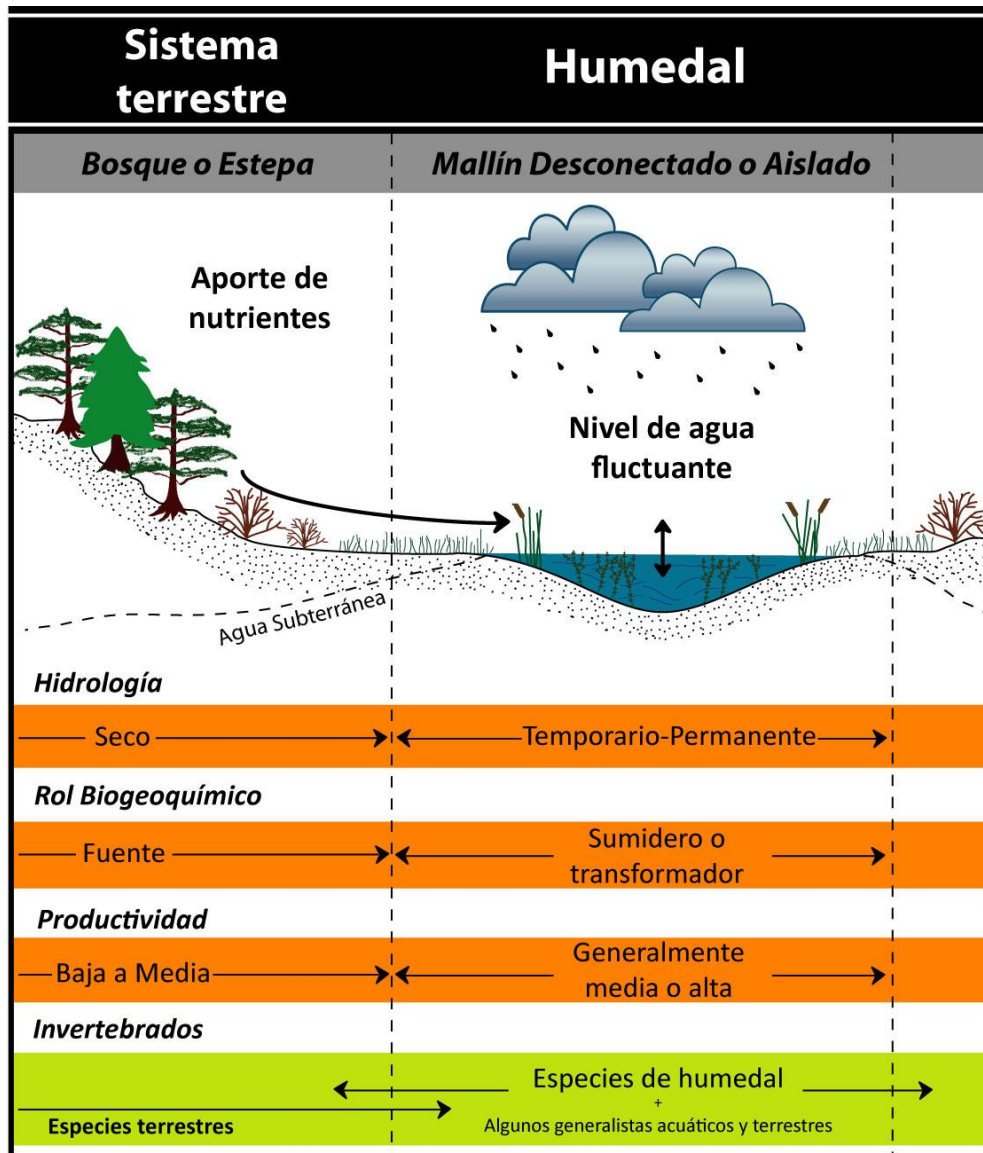 Sistema
terrestre
Humedal
Bosque o Estepa
Mallín Desconectado o Aislado
Aporte de
nutrientes
Nivel de agua
fluctuante
Agua Subterránea
Hidrología
Seco
Temporario-Permanente
Rol Biogeoquímico
Fuente
Sumidero o
transformador
Productividad
Baja a Media
Generalmente
media o alta
Invertebrados
Especies de humedal
+
Algunos generalistas acuáticos y terrestres
Especies terrestres